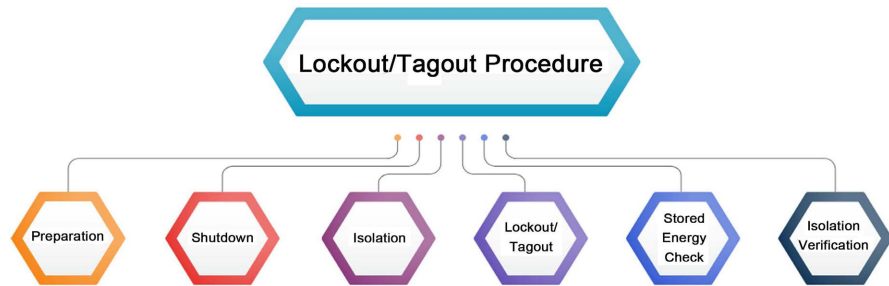 Lockout/Tagout Procedure
Preparation
Shutdown
Isolation
Lockout/
Tagout
Stored
Energy
Check
Isolation
Verification